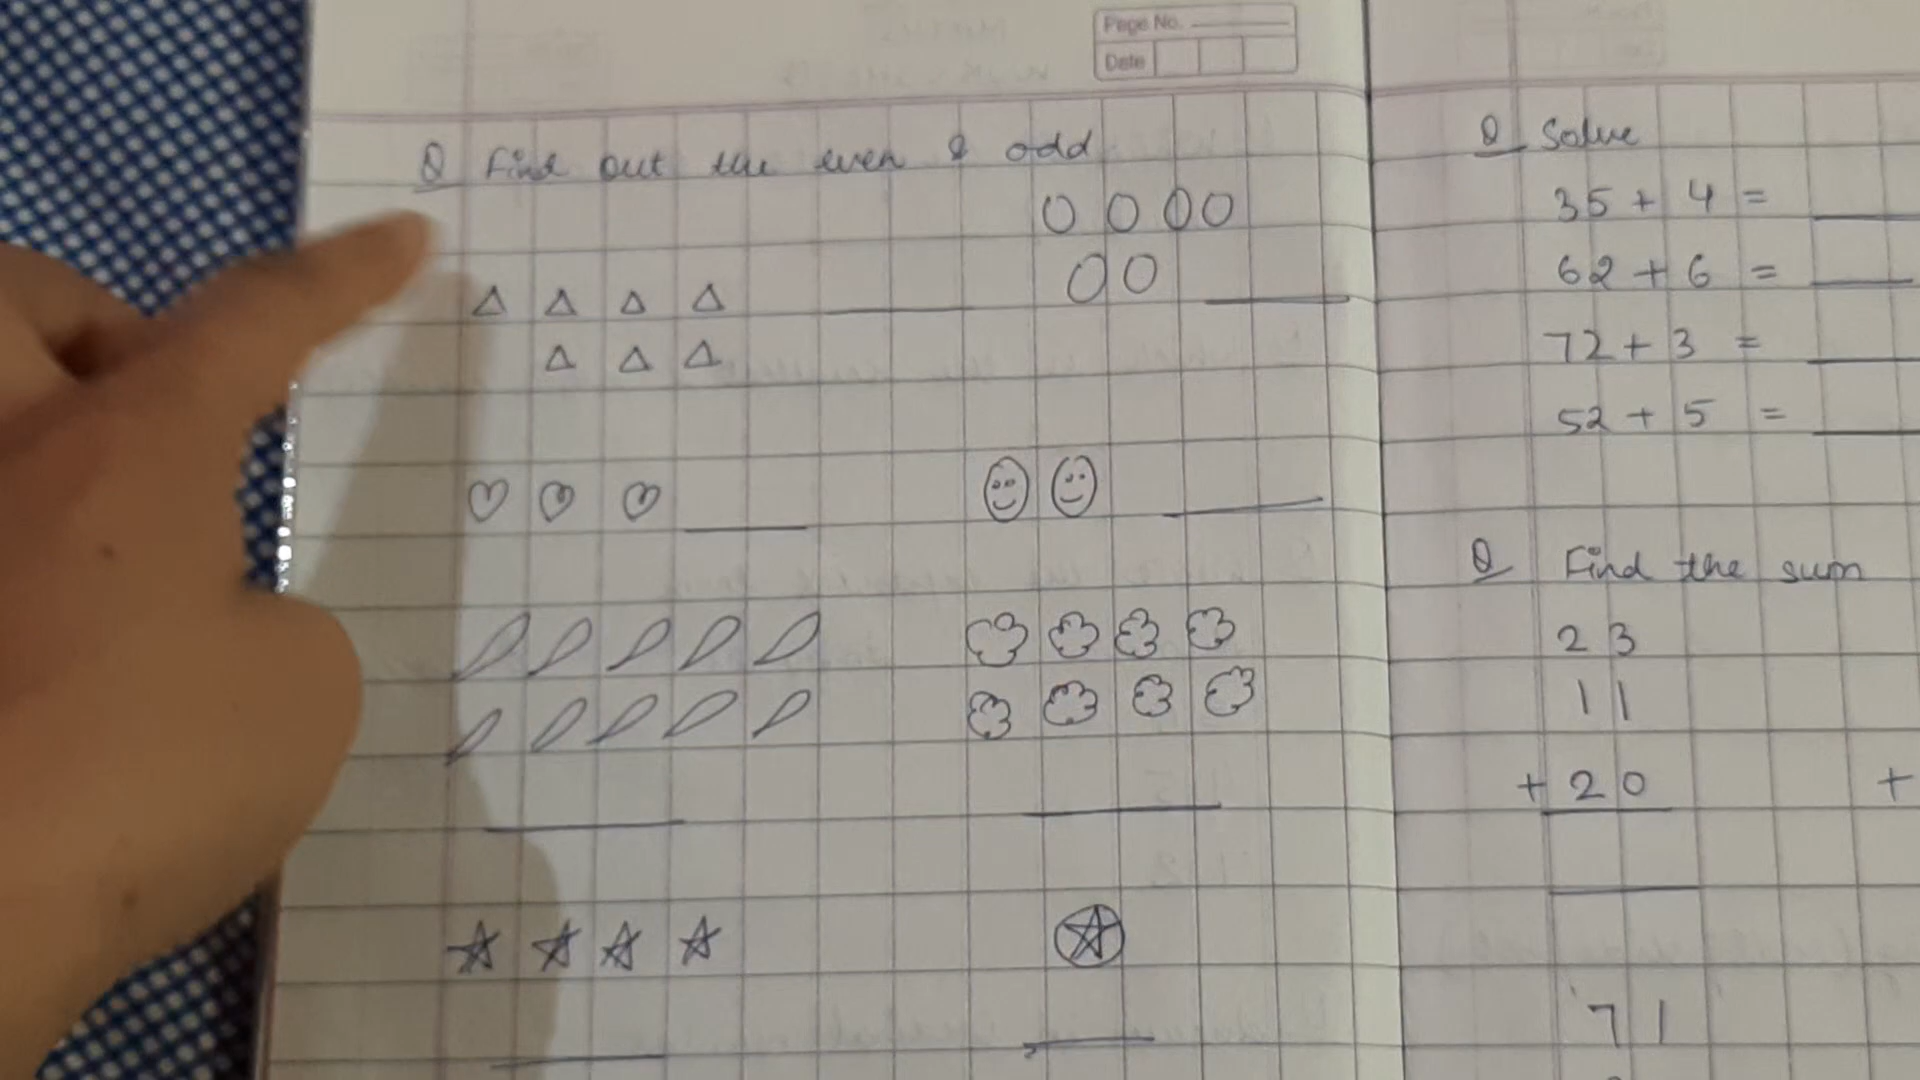 Page No.
Date
Q Find out the even & odd
Q Solve
35 + 4 =
62 + 6 =
72 + 3 =
52 + 5 =
Q Find the sum
23
11
+ 20
+
71